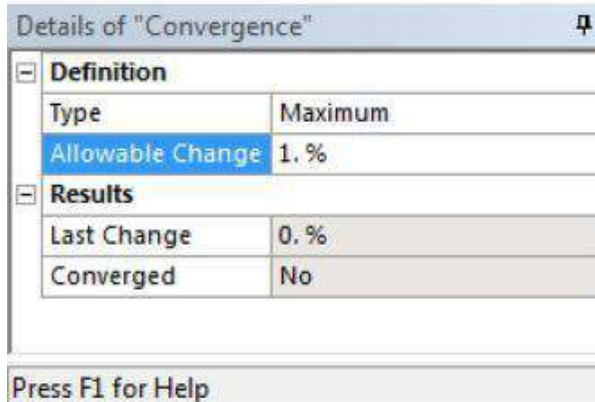 Details of "Convergence"
Definition
Type Maximum
Allowable Change 1. %
Results
Last Change 0. %
Converged No
Press F1 for Help